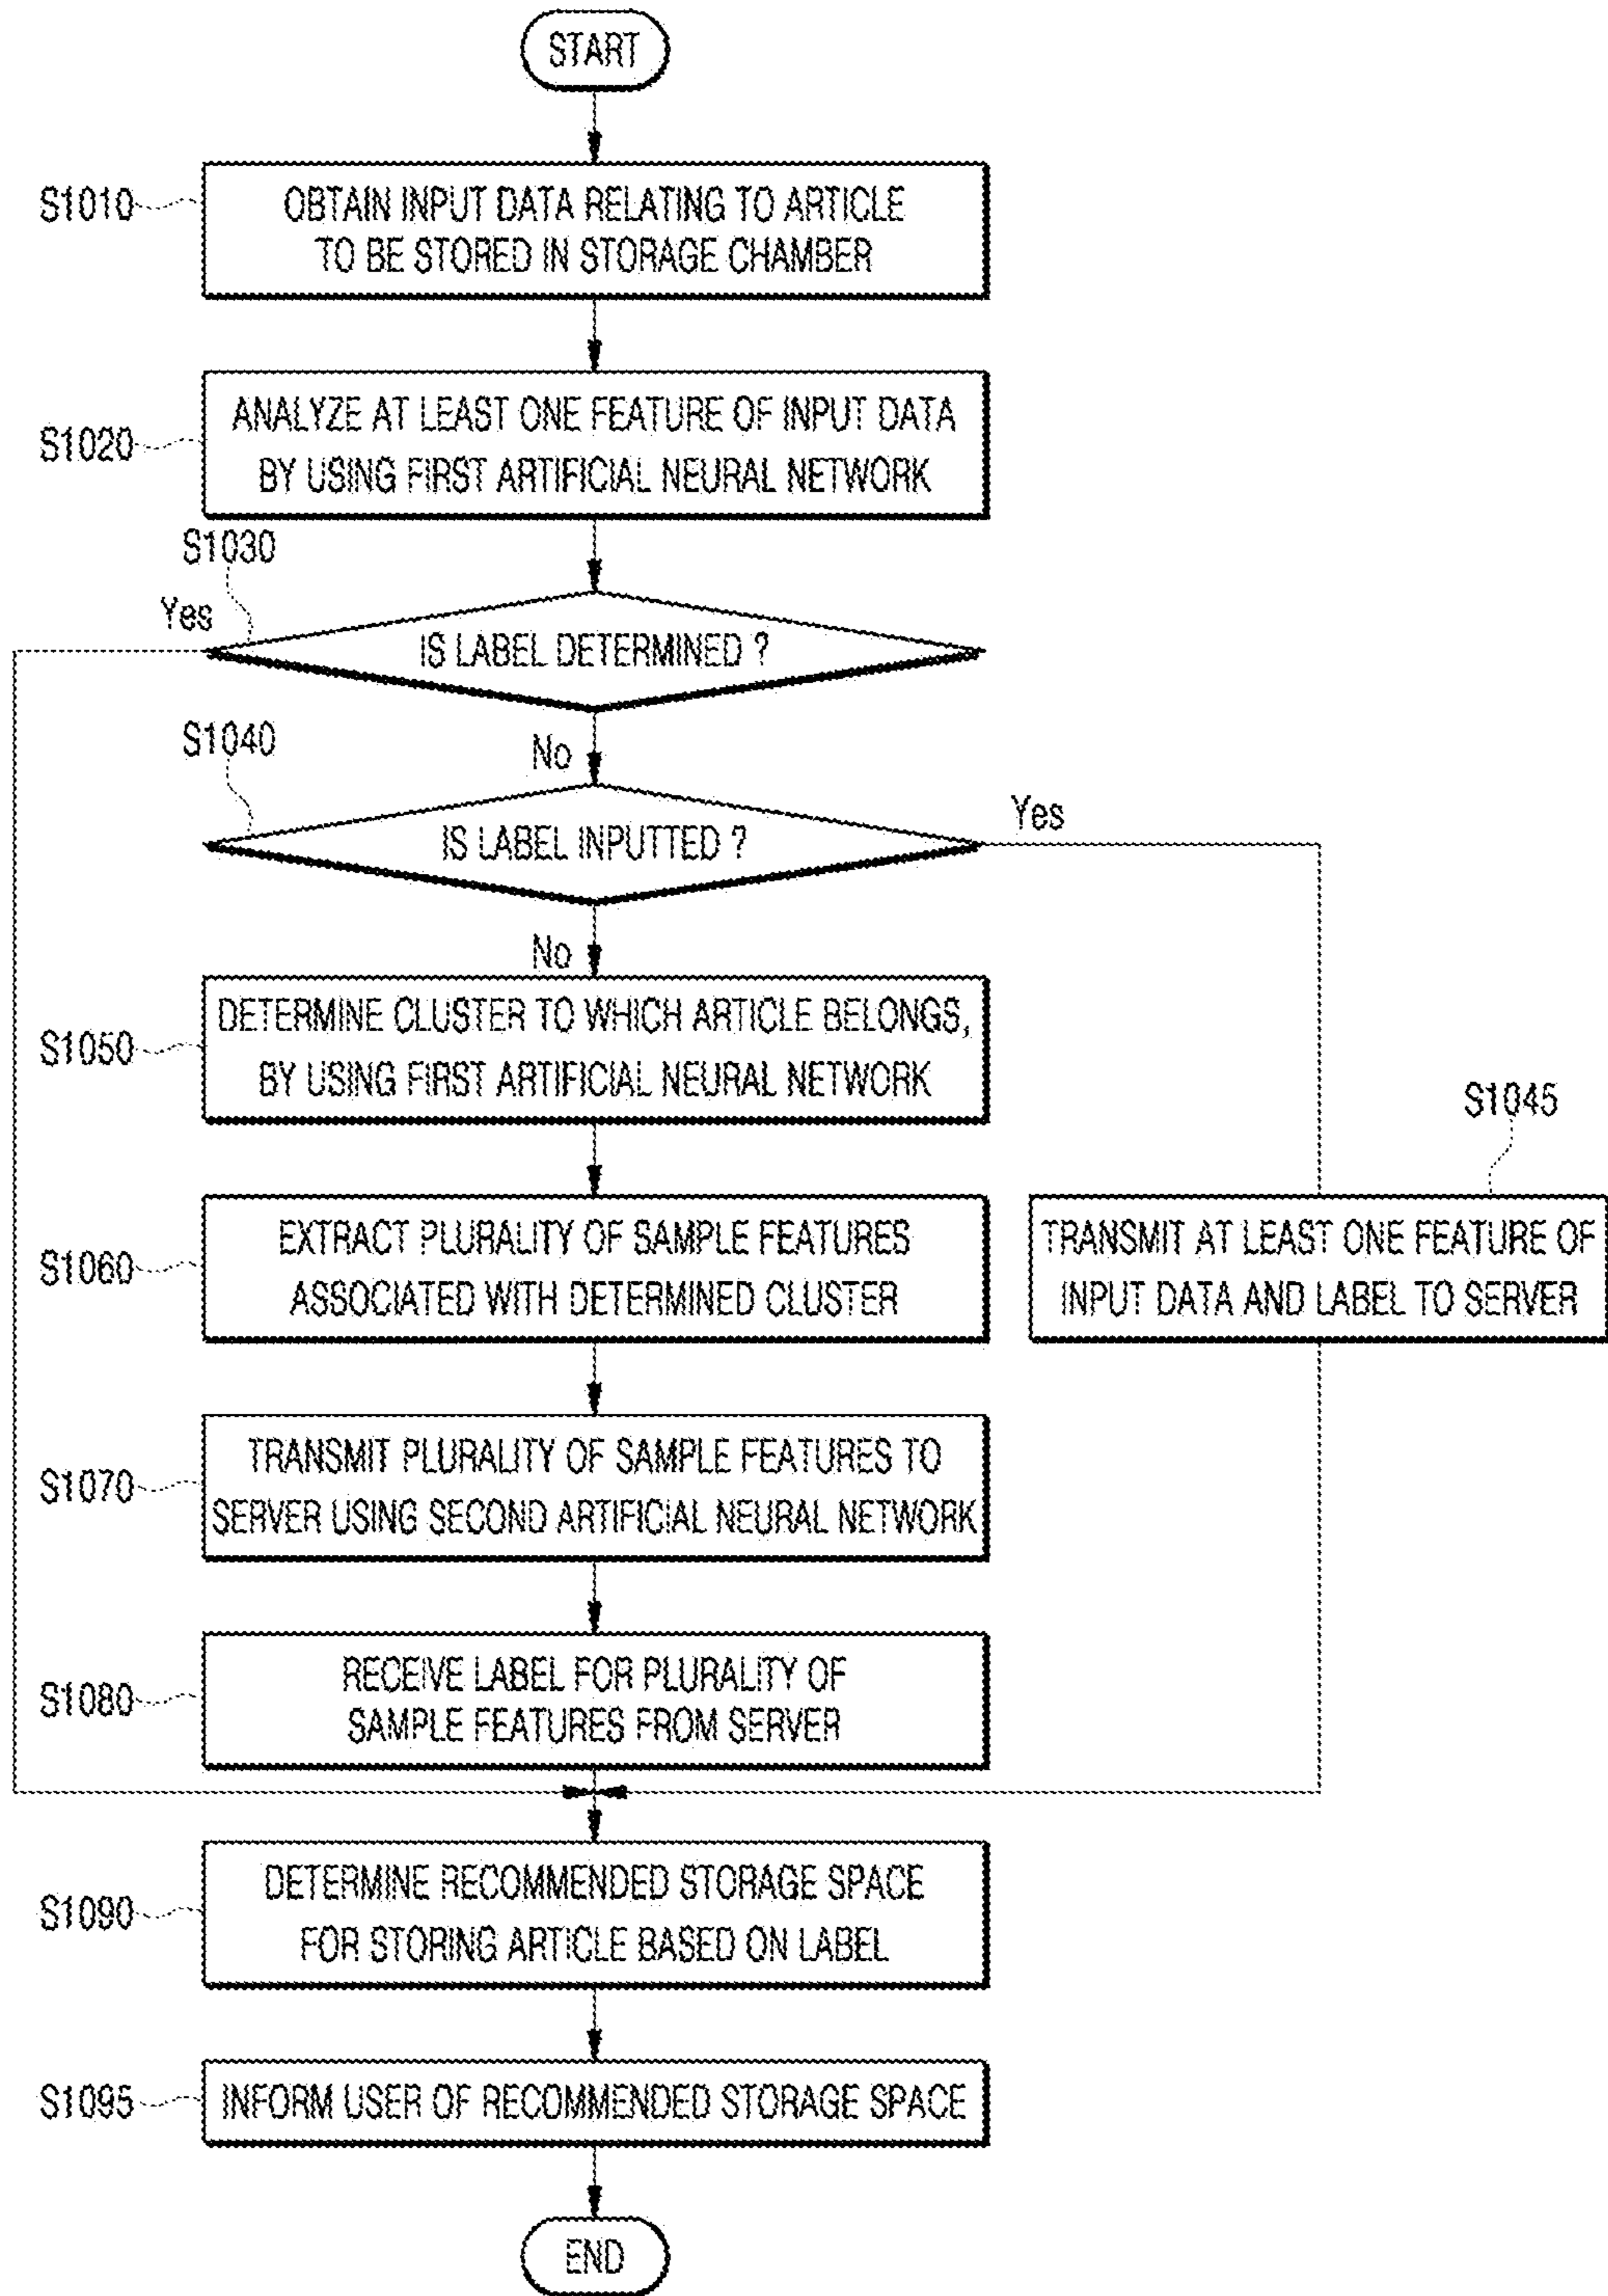 START
S1010
OBTAIN INPUT DATA RELATING TO ARTICLE
TO BE STORED IN STORAGE CHAMBER
S1020
ANALYZE AT LEAST ONE FEATURE OF INPUT DATA
BY USING FIRST ARTIFICIAL NEURAL NETWORK
S1030
Yes
IS LABEL DETERMINED ?
No
S1040
IS LABEL INPUTTED ?
Yes
No
S1050
DETERMINE CLUSTER TO WHICH ARTICLE BELONGS,
BY USING FIRST ARTIFICIAL NEURAL NETWORK
S1045
TRANSMIT AT LEAST ONE FEATURE OF
INPUT DATA AND LABEL TO SERVER
S1060
EXTRACT PLURALITY OF SAMPLE FEATURES
ASSOCIATED WITH DETERMINED CLUSTER
S1070
TRANSMIT PLURALITY OF SAMPLE FEATURES TO
SERVER USING SECOND ARTIFICIAL NEURAL NETWORK
S1080
RECEIVE LABEL FOR PLURALITY OF
SAMPLE FEATURES FROM SERVER
S1090
DETERMINE RECOMMENDED STORAGE SPACE
FOR STORING ARTICLE BASED ON LABEL
S1095
INFORM USER OF RECOMMENDED STORAGE SPACE
END